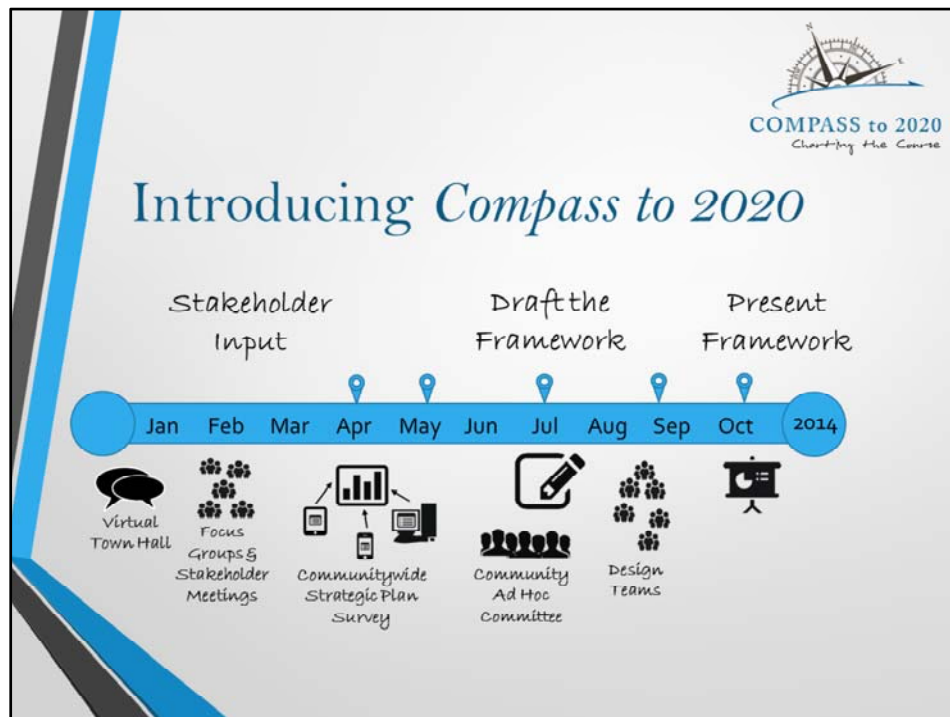 N
E
COMPASS to 2020
Charting the Course
Introducing Compass to 2020
Stakeholder
Input
Draft the
Framework
Present
Framework
Jan Feb Mar Apr May Jun Jul Aug Sep Oct 2014
Virtual
Town Hall
Focus
Groups &
Stakeholder
Meetings
Communitywide
Strategic Plan
Survey
Community
Ad Hoc
Committee
Design
Teams